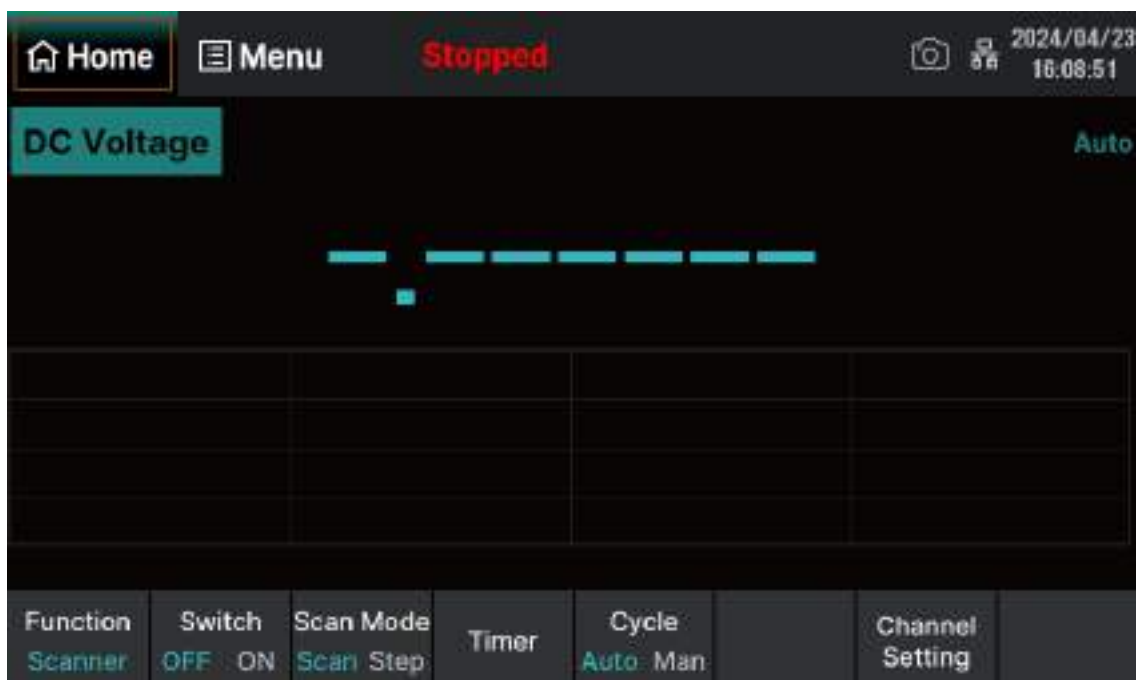 Home Menu Stopped 2024/04/23
16:08:51
DC Voltage Auto
-.------
Function Switch Scan Mode Timer Cycle Channel
Scanner OFF ON Scan Step Auto Man Setting